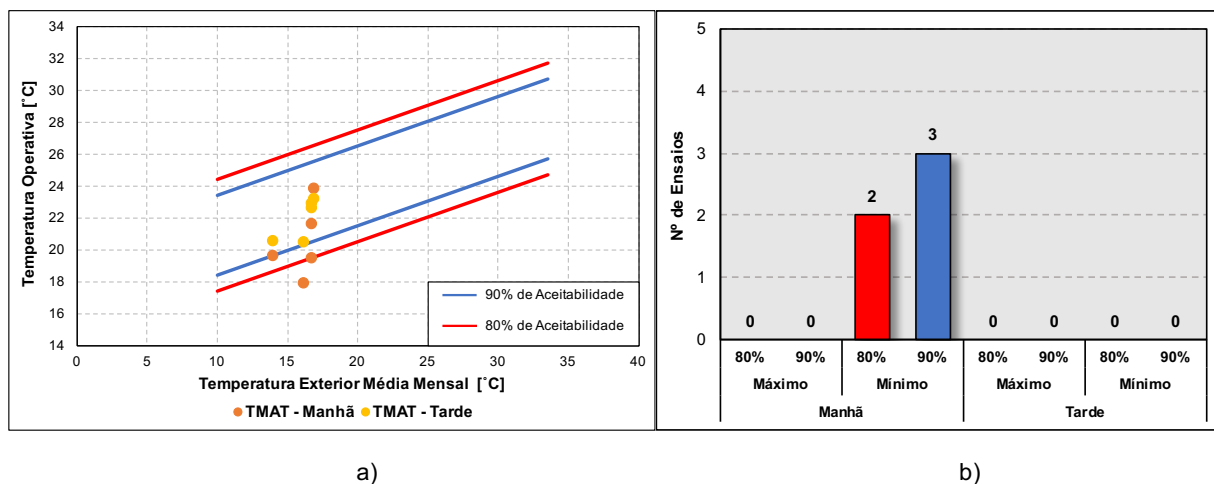 34
32
30
28
26
24
22
20
18
16
14
Temperatura Operativa [˚C]
90% de Aceitabilidade
80% de Aceitabilidade
0 5 10 15 20 25 30 35 40
Temperatura Exterior Média Mensal [˚C]
TMAT - Manhã TMAT - Tarde
a)
5
4
3
2
1
0
Nº de Ensaios
0 0 2 3 0 0 0 0
80% 90% 80% 90% 80% 90% 80% 90%
Máximo Mínimo Máximo Mínimo
Manhã Tarde
b)